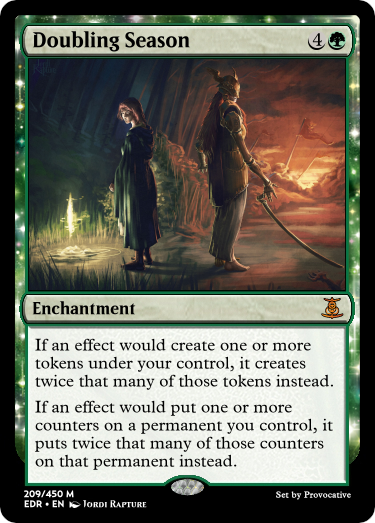 Doubling Season 4
Enchantment
If an effect would create one or more
tokens under your control, it creates
twice that many of those tokens instead.
If an effect would put one or more
counters on a permanent you control, it
puts twice that many of those counters
on that permanent instead.
209/450 M
EDR • EN JORDI RAPTURE
Set by Provocative